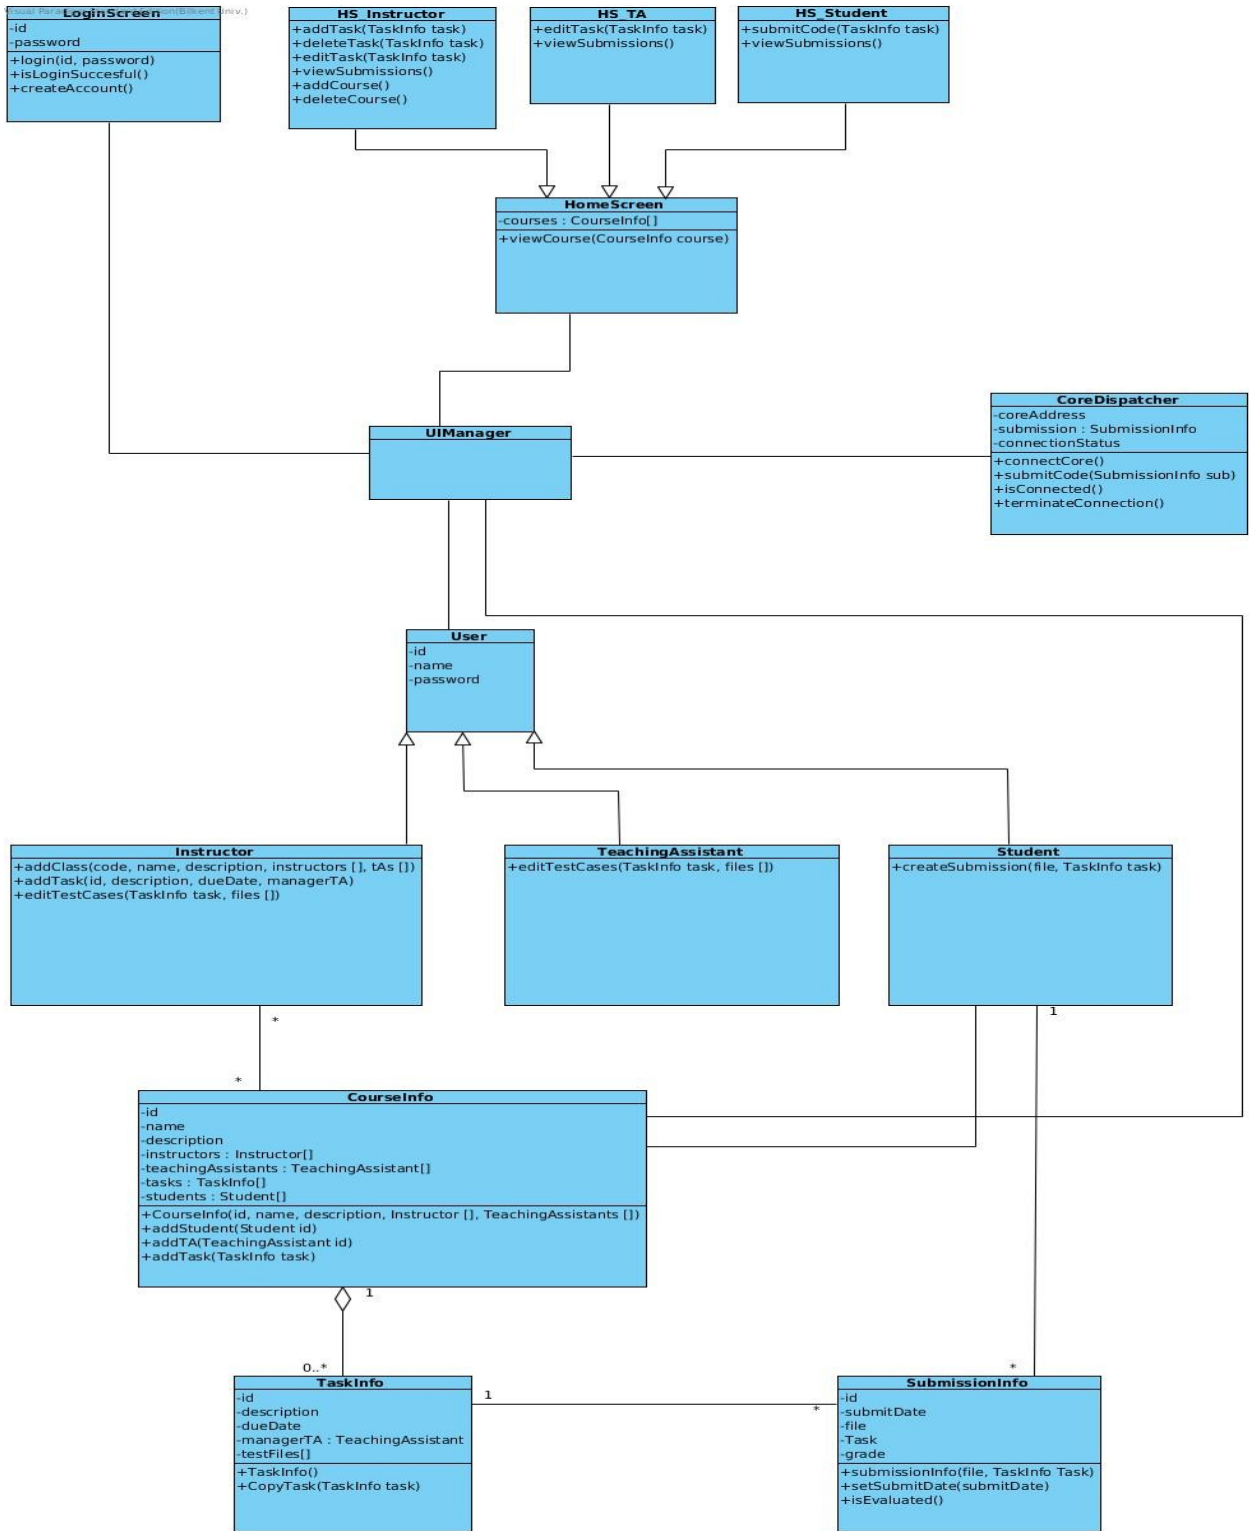 LoginScreen
-id
-password
+login(id, password)
+isLoginSuccesful()
+createAccount()
HS_Instructor
+addTask(TaskInfo task)
+deleteTask(TaskInfo task)
+editTask(TaskInfo task)
+viewSubmissions()
+addCourse()
+deleteCourse()
HS_TA
+editTask(TaskInfo task)
+viewSubmissions()
HS_Student
+submitCode(TaskInfo task)
+viewSubmissions()
HomeScreen
-courses : CourseInfo[]
+viewCourse(CourseInfo course)
UIManager
CoreDispatcher
-coreAddress
-submission : SubmissionInfo
-connectionStatus
+connectCore()
+submitCode(SubmissionInfo sub)
+isConnected()
+terminateConnection()
User
-id
-name
-password
Instructor
+addClass(code, name, description, instructors [], tAs [])
+addTask(id, description, dueDate, managerTA)
+editTestCases(TaskInfo task, files [])
TeachingAssistant
+editTestCases(TaskInfo task, files [])
Student
+createSubmission(file, TaskInfo task)
*
1
*
CourseInfo
-id
-name
-description
-instructors : Instructor[]
-teachingAssistants : TeachingAssistant[]
-tasks : TaskInfo[]
-students : Student[]
+CourseInfo(id, name, description, Instructor [], TeachingAssistants [])
+addStudent(Student id)
+addTA(TeachingAssistant id)
+addTask(TaskInfo task)
1
0..*
*
TaskInfo
-id
-description
-dueDate
-managerTA : TeachingAssistant
-testFiles[]
+TaskInfo()
+CopyTask(TaskInfo task)
1
*
SubmissionInfo
-id
-submitDate
-file
-Task
-grade
+submissionInfo(file, TaskInfo Task)
+setSubmitDate(submitDate)
+isEvaluated()